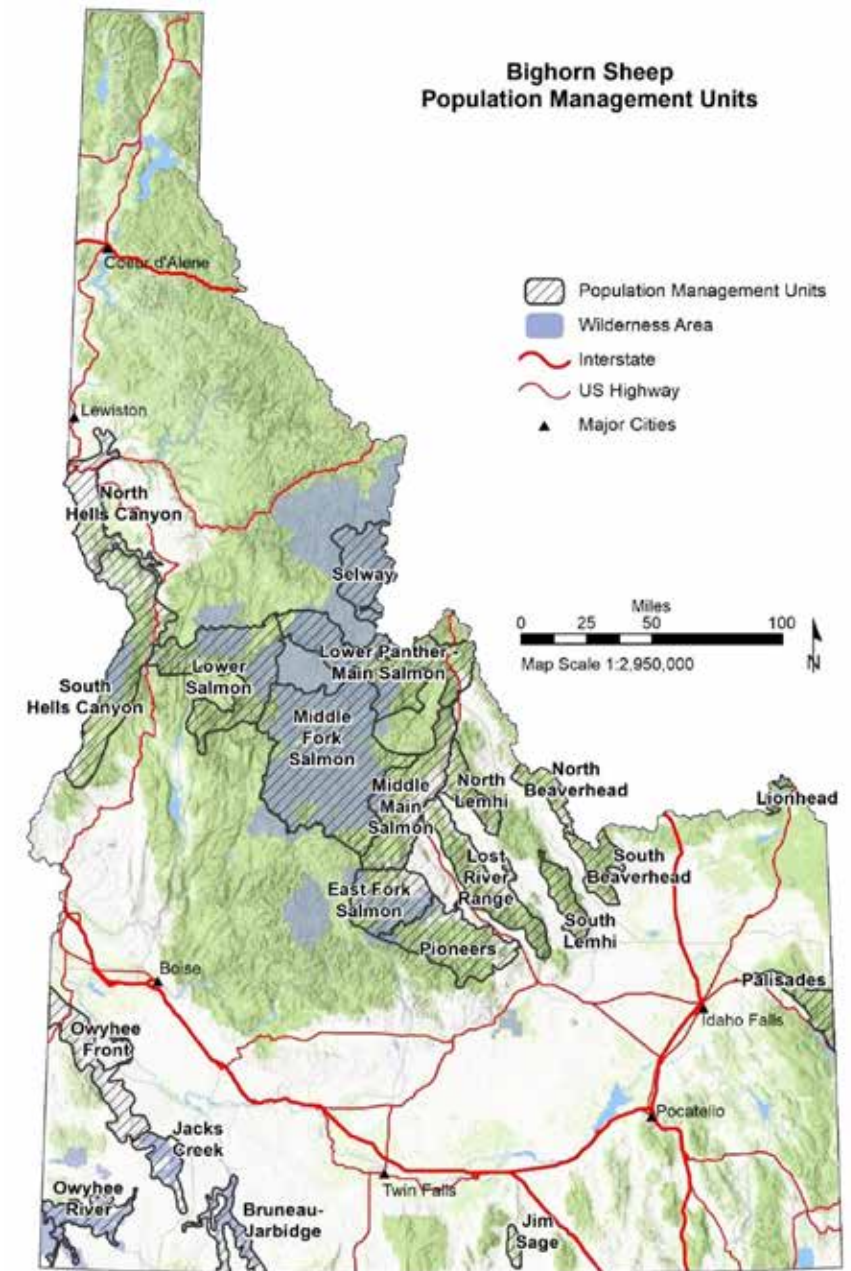 Bighorn Sheep
Population Management Units
Coeur d'Alene
Population Management Units
Wilderness Area
Interstate
US Highway
Major Cities
Lewiston
North
Hells Canyon
Selway
Miles
0 25 50 100
Map Scale 1:2,950,000
N
Lower Panther -
Main Salmon
Lower
Salmon
South
Hells Canyon
Middle
Fork
Salmon
Middle
Main
Salmon
North
Lemhi
North
Beaverhead
Lionhead
Lost
River
Range
South
Beaverhead
East Fork
Salmon
South
Lemhi
Pioneers
Boise
Palisades
Idaho Falls
Owyhee
Front
Pocatello
Jacks
Creek
Twin Falls
Owyhee
River
Bruneau-
Jarbidge
Jim
Sage